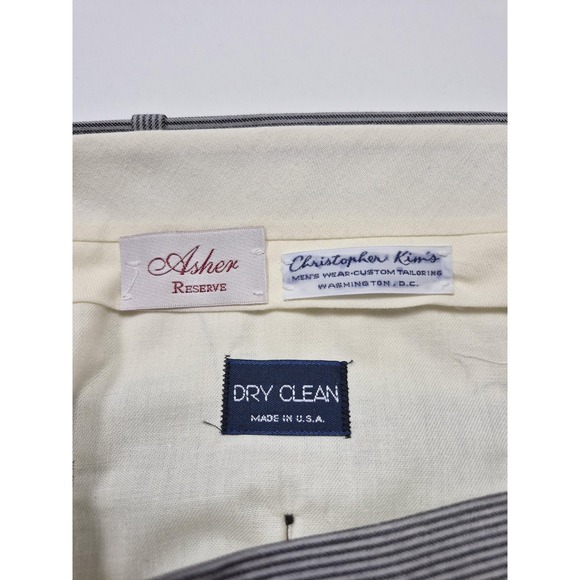 Asher
RESERVE
Christopher Kim's
MEN'S WEAR·CUSTOM TAILORING
WASHINGTON, D.C.
DRY CLEAN
MADE IN U.S.A.